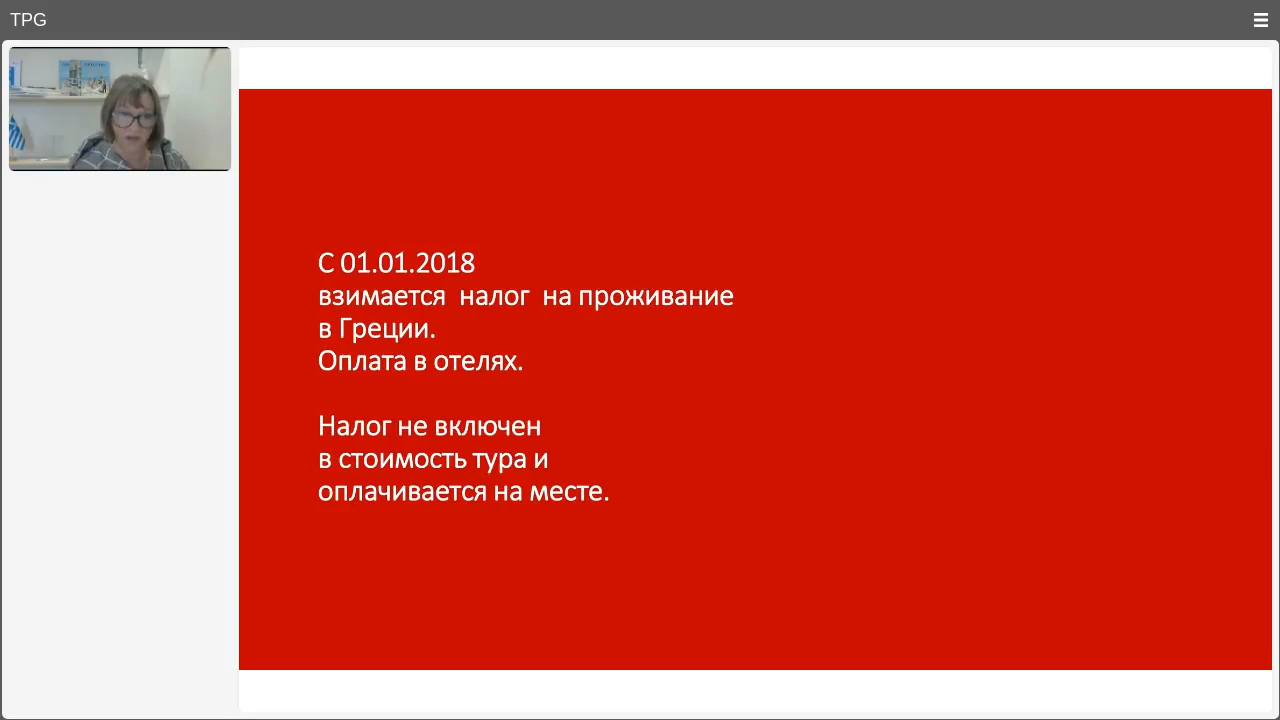 TPG
С 01.01.2018
взимается налог на проживание
в Греции.
Оплата в отелях.
Налог не включен
в стоимость тура и
оплачивается на месте.